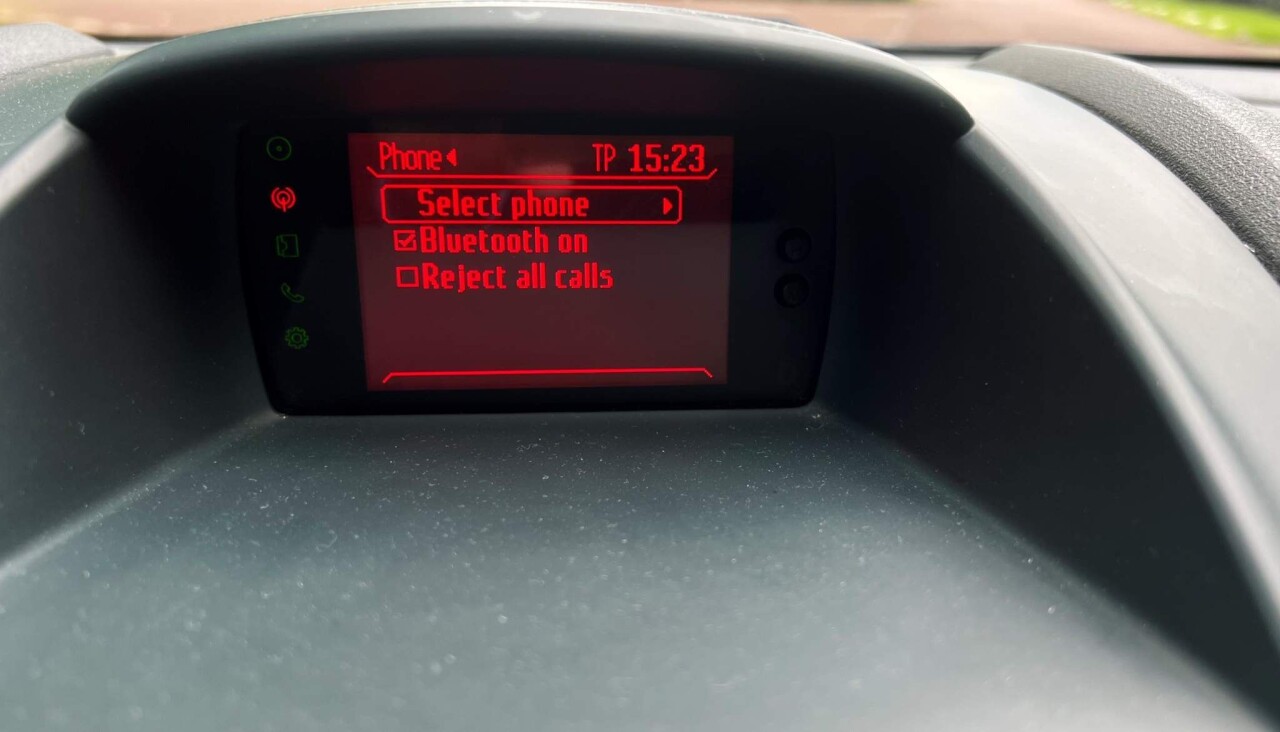 Phone TP 15:23
Select phone
Bluetooth on
Reject all calls